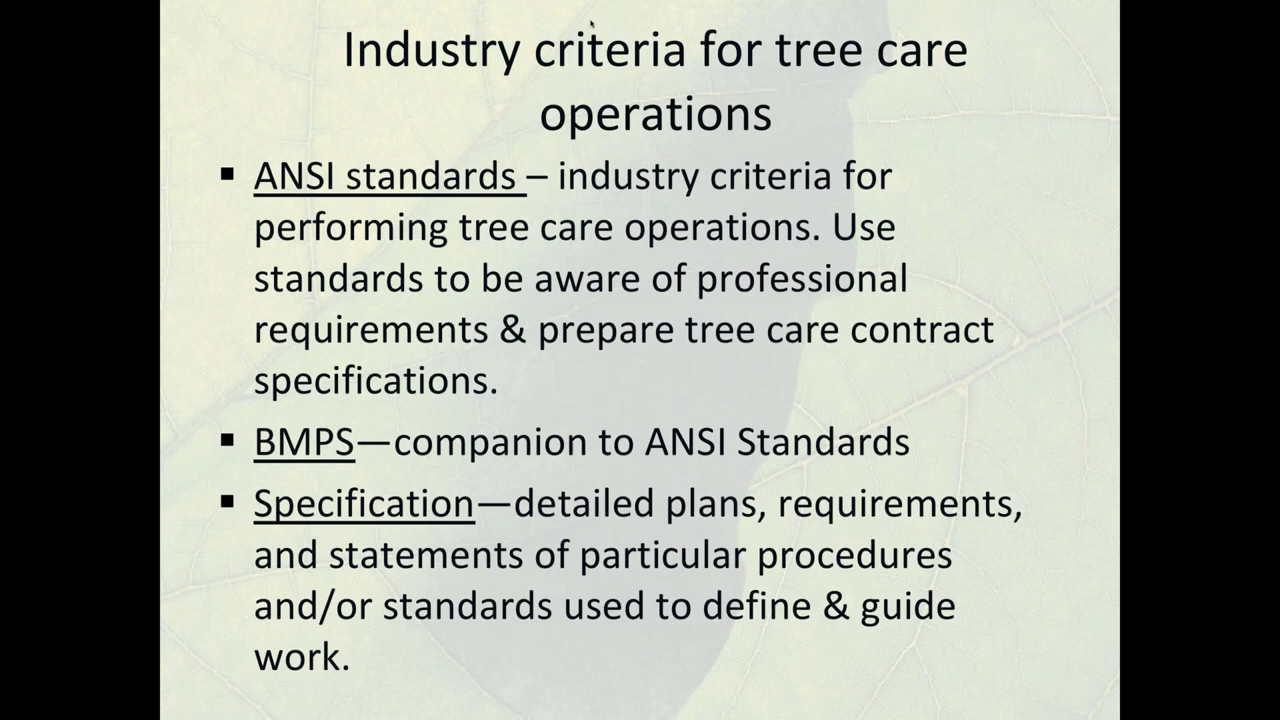 Industry criteria for tree care
operations
▪ ANSI standards – industry criteria for
performing tree care operations. Use
standards to be aware of professional
requirements & prepare tree care contract
specifications.
▪ BMPS—companion to ANSI Standards
▪ Specification—detailed plans, requirements,
and statements of particular procedures
and/or standards used to define & guide
work.